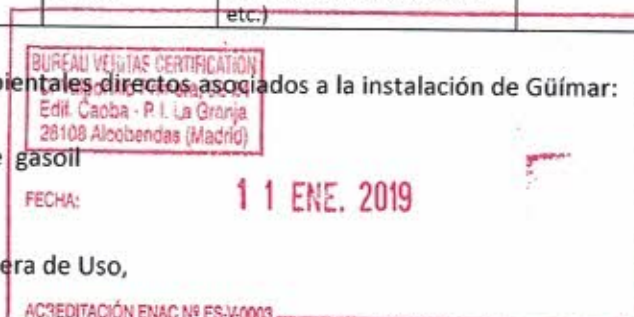 etc.)
BUREAU VERITAS CERTIFICATION
bientales directos asociados a la instalación de Güímar:
Edif. Caoba - P. I. La Granja
28108 Alcobendas (Madrid)
e gasoil
FECHA: 11 ENE. 2019
era de Uso,
ACREDITACIÓN ENAC Nº ES-V-0003